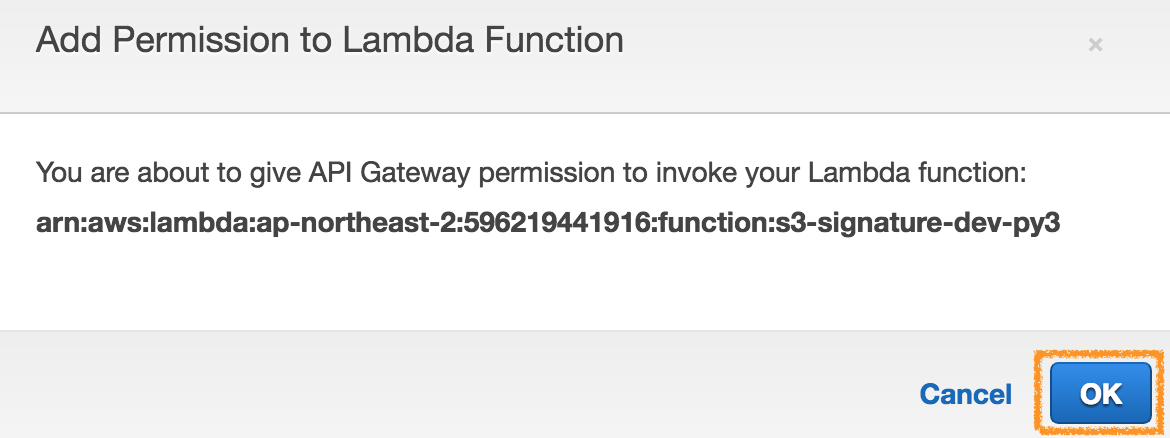 Add Permission to Lambda Function
×
You are about to give API Gateway permission to invoke your Lambda function:
arn:aws:lambda:ap-northeast-2:596219441916:function:s3-signature-dev-py3
Cancel OK